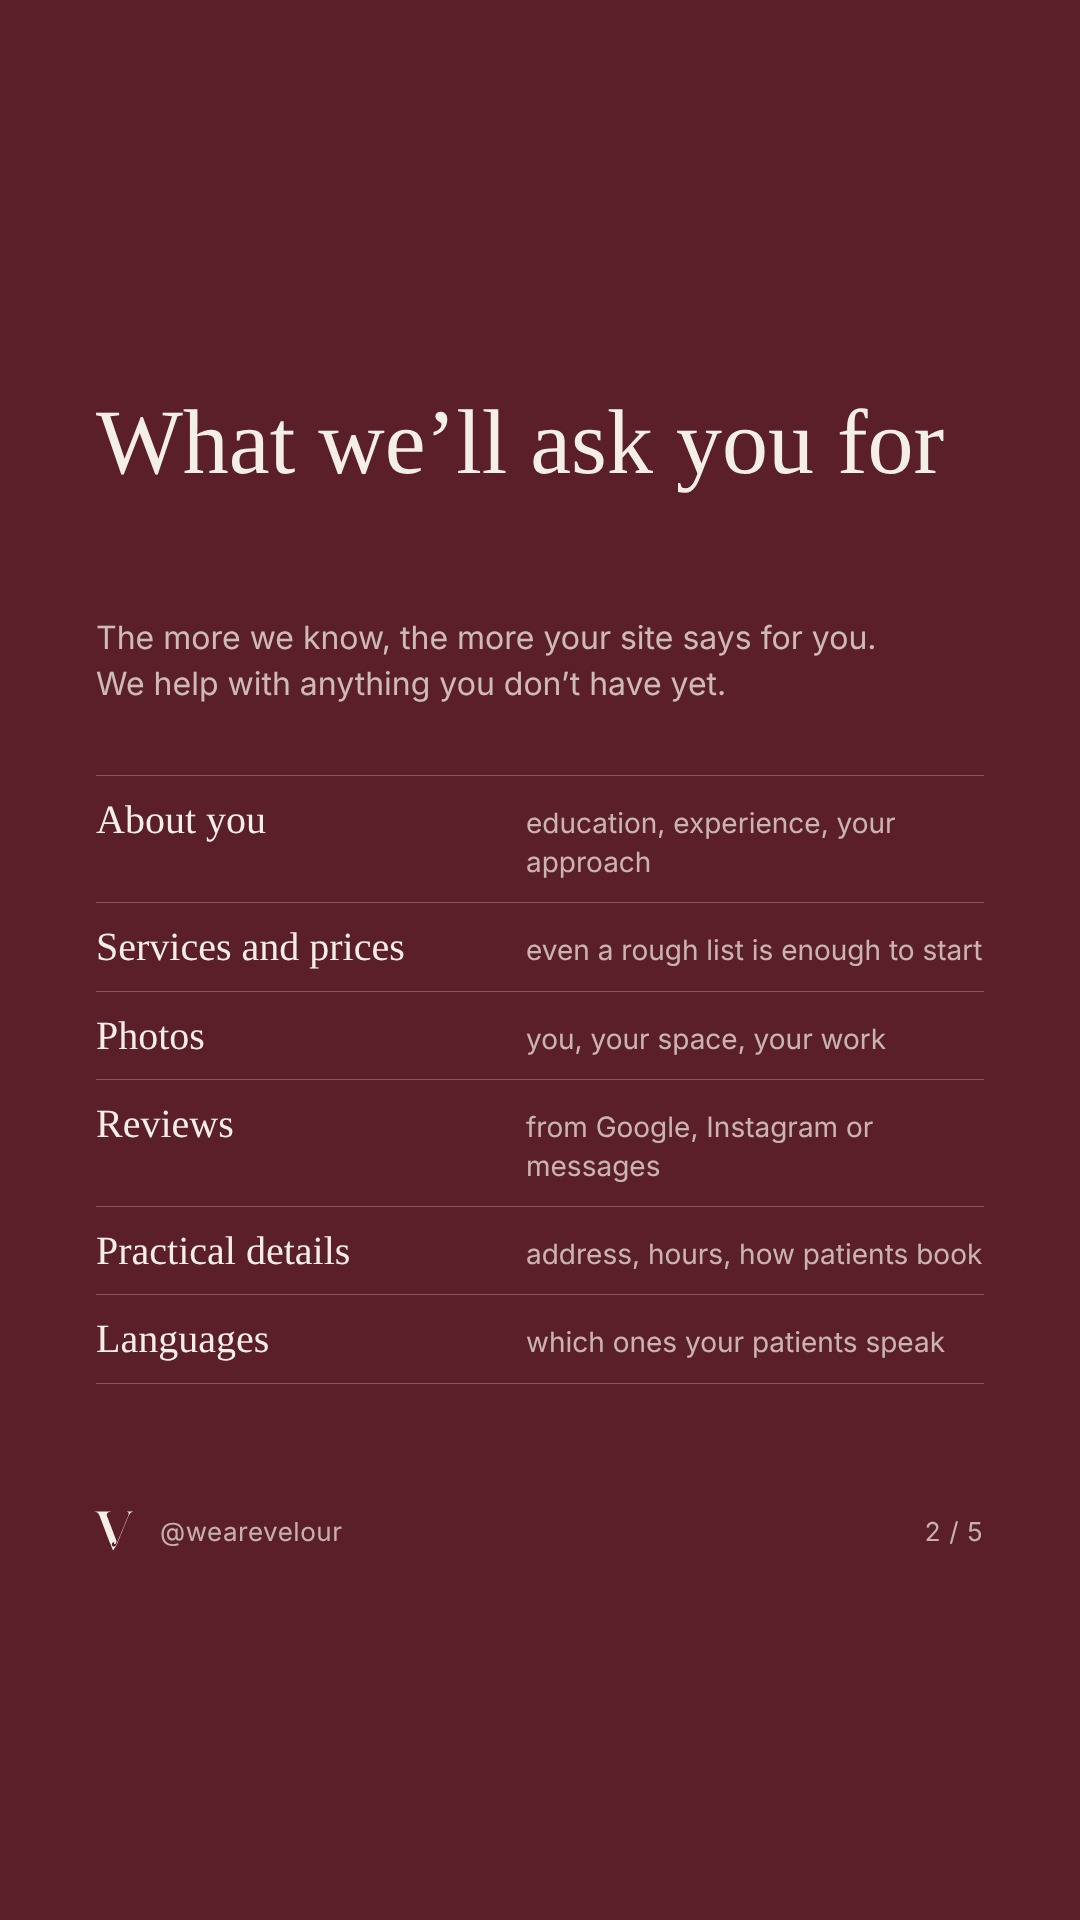 What we’ll ask you for
The more we know, the more your site says for you.
We help with anything you don’t have yet.
About you
education, experience, your
approach
Services and prices
even a rough list is enough to start
Photos
you, your space, your work
Reviews
from Google, Instagram or
messages
Practical details
address, hours, how patients book
Languages
which ones your patients speak
V @wearevelour
2 / 5